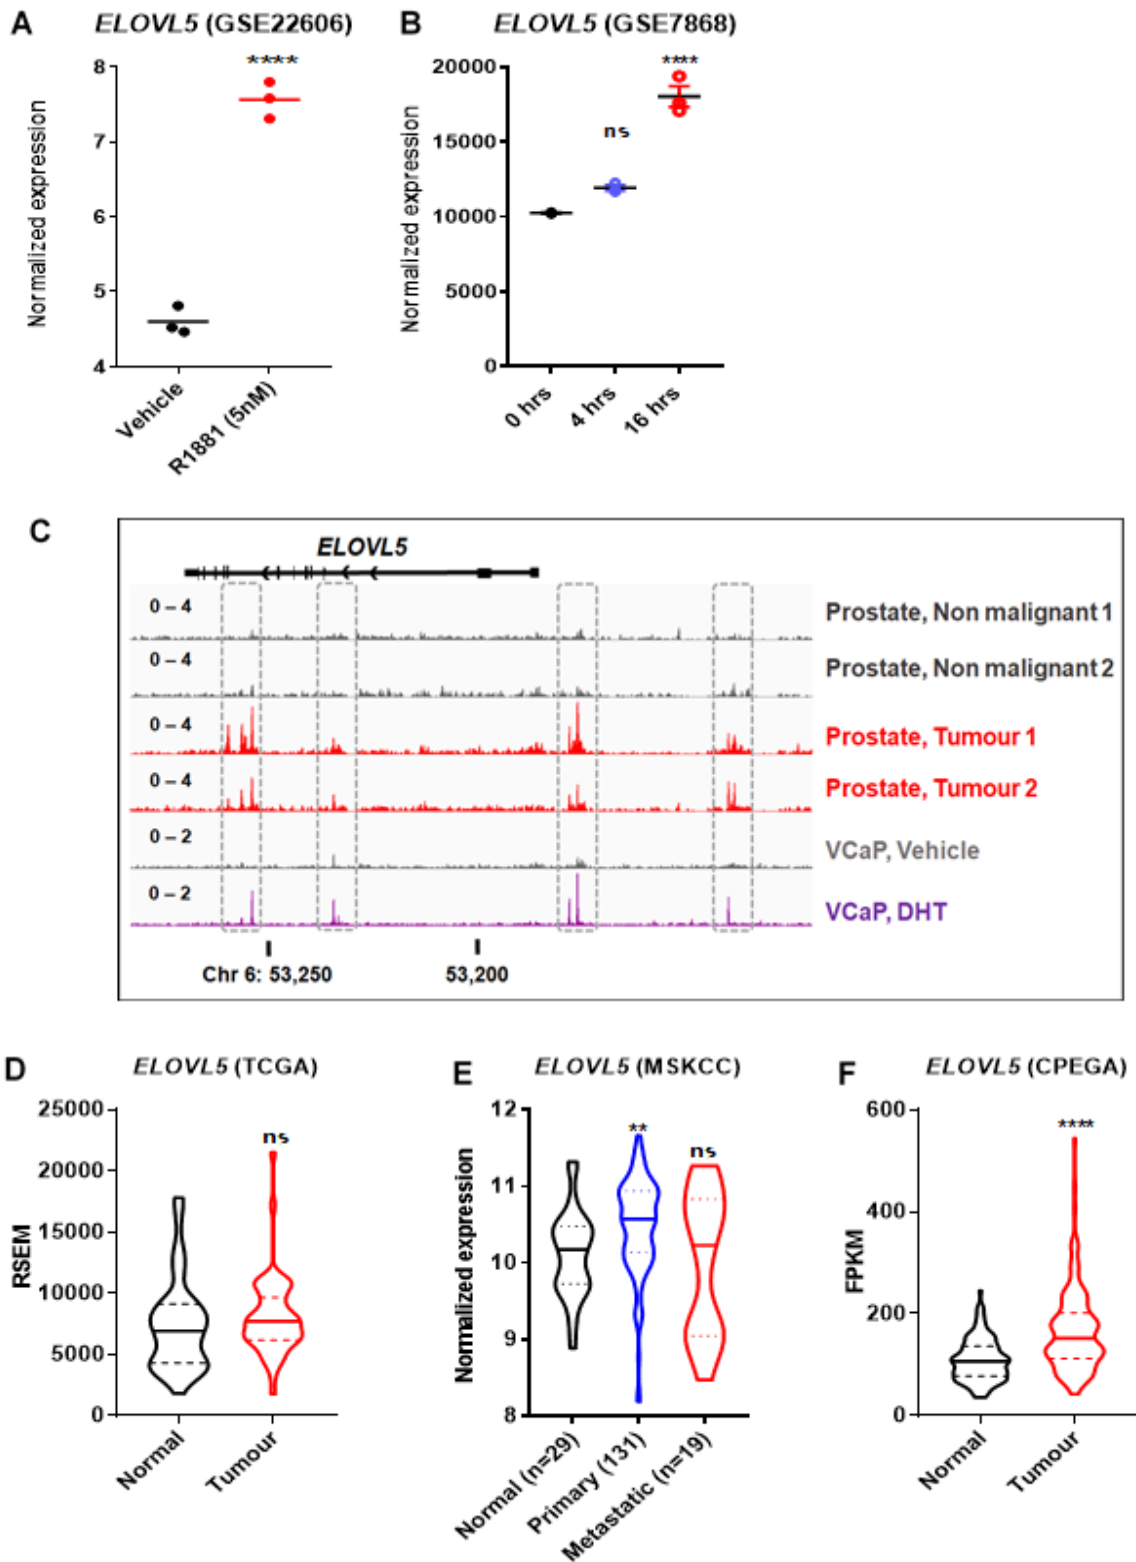 A
ELOVL5 (GSE22606)
****
8
7
6
5
4
Normalized expression
Vehicle
R1881 (5nM)
B
ELOVL5 (GSE7868)
****
ns
20000
15000
10000
5000
0
Normalized expression
0 hrs
4 hrs
16 hrs
C
ELOVL5
0 – 4
Prostate, Non malignant 1
0 – 4
Prostate, Non malignant 2
0 – 4
Prostate, Tumour 1
0 – 4
Prostate, Tumour 2
0 – 2
VCaP, Vehicle
0 – 2
VCaP, DHT
Chr 6: 53,250
53,200
D
ELOVL5 (TCGA)
25000
20000
15000
10000
5000
0
ns
RSEM
Normal
Tumour
E
ELOVL5 (MSKCC)
12
11
10
9
8
**
ns
Normalized expression
Normal (n=29)
Primary (131)
Metastatic (n=19)
F
ELOVL5 (CPEGA)
600
400
200
0
****
FPKM
Normal
Tumour